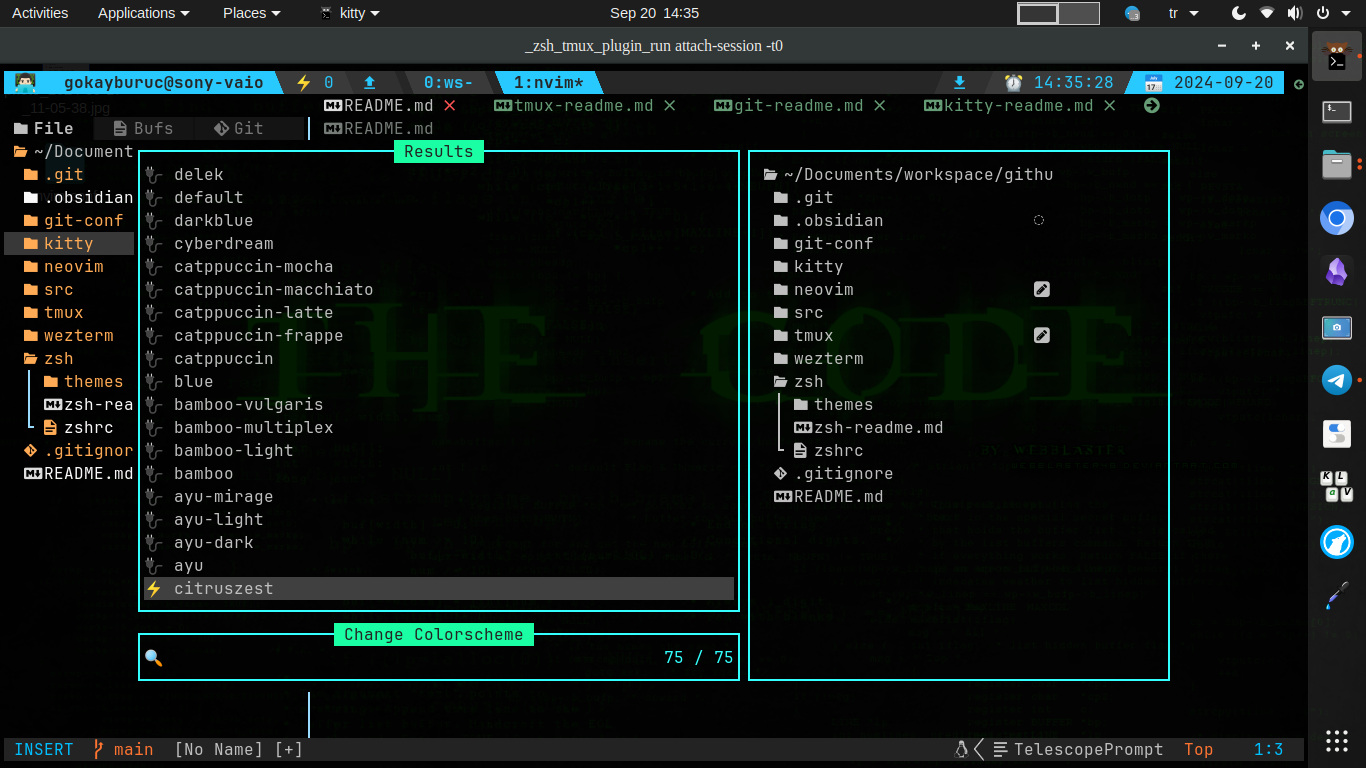 Activities Applications Places kitty Sep 20 14:35 tr
_zsh_tmux_plugin_run attach-session -t0
gokayburuc@sony-vaio 0 0:ws- 1:nvim* 14:35:28 2024-09-20
_11-05-38.jpg
README.md tmux-readme.md git-readme.md kitty-readme.md
File Bufs Git README.md
~/Document
.git
.obsidian
git-conf
kitty
neovim
src
tmux
wezterm
zsh
themes
zsh-rea
zshrc
.gitignor
README.md
Results
delek
default
darkblue
cyberdream
catppuccin-mocha
catppuccin-macchiato
catppuccin-latte
catppuccin-frappe
catppuccin
blue
bamboo-vulgaris
bamboo-multiplex
bamboo-light
bamboo
ayu-mirage
ayu-light
ayu-dark
ayu
citruszest
Change Colorscheme
75 / 75
~/Documents/workspace/githu
.git
.obsidian
git-conf
kitty
neovim
src
tmux
wezterm
zsh
themes
zsh-readme.md
zshrc
.gitignore
README.md
THE CODE
BY WEBBLASTER
INSERT main [No Name] [+] TelescopePrompt Top 1:3